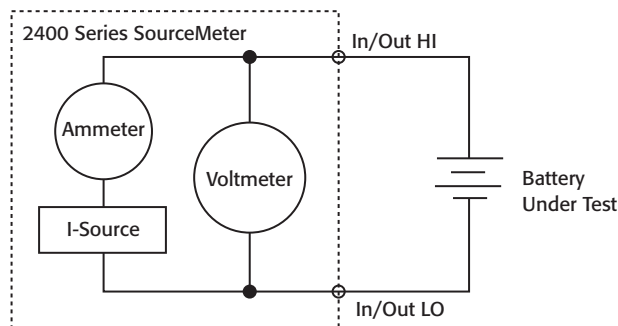 2400 Series SourceMeter
In/Out HI
Ammeter
Voltmeter
I-Source
Battery
Under Test
In/Out LO